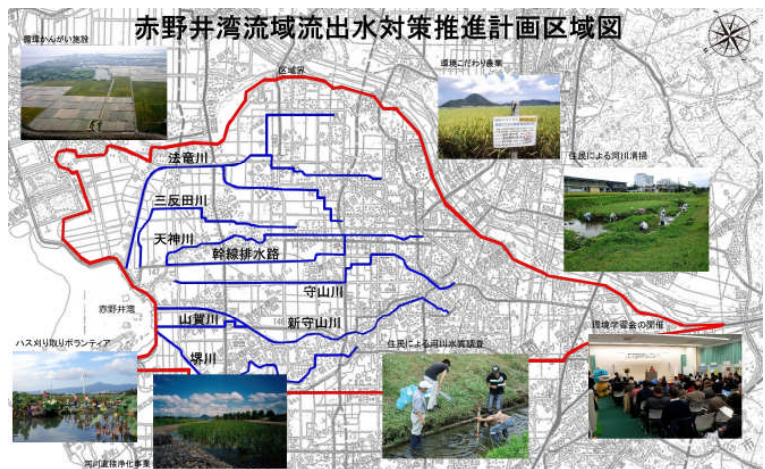 赤野井湾流域流出水対策推進計画区域図
循環かんがい施設
区域界
環境こだわり農業
住民による河川清掃
法竜川
三反田川
天神川
幹線排水路
守山川
赤野井湾
山賀川
新守山川
環境学習会の開催
ハス刈り取りボランティア
堺川
住民による河川水質調査
河川直接浄化事業